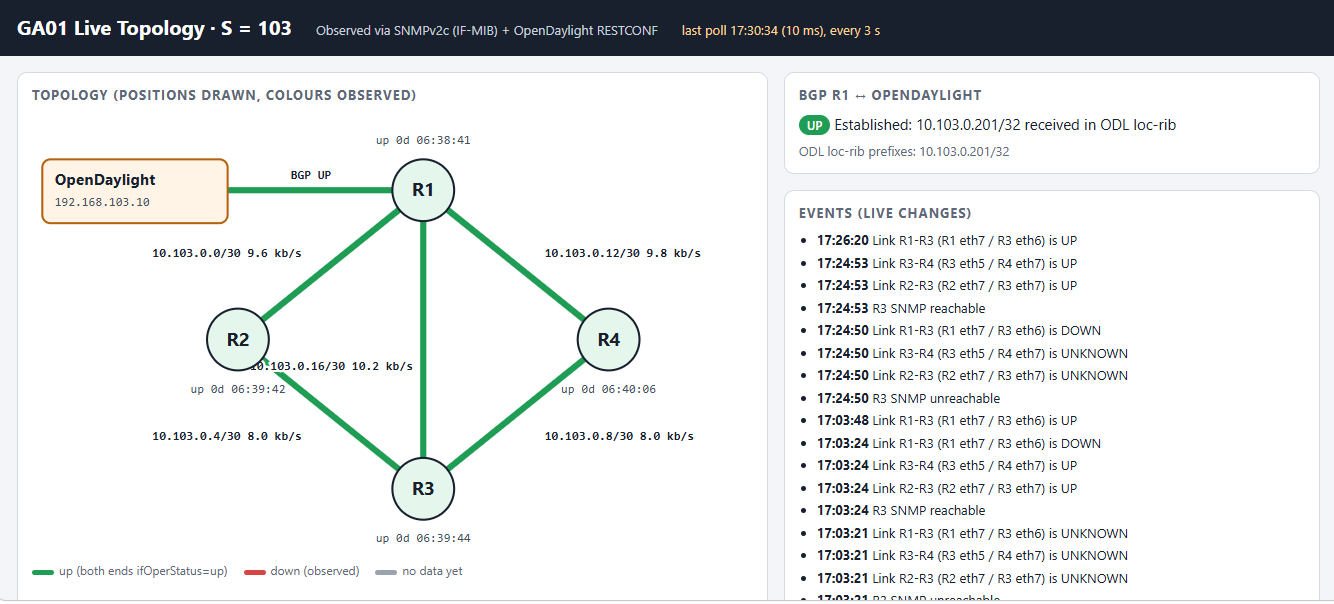 GA01 Live Topology · S = 103 Observed via SNMPv2c (IF-MIB) + OpenDaylight RESTCONF last poll 17:30:34 (10 ms), every 3 s
TOPOLOGY (POSITIONS DRAWN, COLOURS OBSERVED)
up 0d 06:38:41
OpenDaylight
192.168.103.10
BGP UP
R1
10.103.0.0/30 9.6 kb/s
10.103.0.12/30 9.8 kb/s
R2
R4
10.103.0.16/30 10.2 kb/s
up 0d 06:39:42
up 0d 06:40:06
10.103.0.4/30 8.0 kb/s
10.103.0.8/30 8.0 kb/s
R3
up 0d 06:39:44
up (both ends ifOperStatus=up) down (observed) no data yet
BGP R1 ↔ OPENDAYLIGHT
UP Established: 10.103.0.201/32 received in ODL loc-rib
ODL loc-rib prefixes: 10.103.0.201/32
EVENTS (LIVE CHANGES)
17:26:20 Link R1-R3 (R1 eth7 / R3 eth6) is UP
17:24:53 Link R3-R4 (R3 eth5 / R4 eth7) is UP
17:24:53 Link R2-R3 (R2 eth7 / R3 eth7) is UP
17:24:53 R3 SNMP reachable
17:24:50 Link R1-R3 (R1 eth7 / R3 eth6) is DOWN
17:24:50 Link R3-R4 (R3 eth5 / R4 eth7) is UNKNOWN
17:24:50 Link R2-R3 (R2 eth7 / R3 eth7) is UNKNOWN
17:24:50 R3 SNMP unreachable
17:03:48 Link R1-R3 (R1 eth7 / R3 eth6) is UP
17:03:24 Link R1-R3 (R1 eth7 / R3 eth6) is DOWN
17:03:24 Link R3-R4 (R3 eth5 / R4 eth7) is UP
17:03:24 Link R2-R3 (R2 eth7 / R3 eth7) is UP
17:03:24 R3 SNMP reachable
17:03:21 Link R1-R3 (R1 eth7 / R3 eth6) is UNKNOWN
17:03:21 Link R3-R4 (R3 eth5 / R4 eth7) is UNKNOWN
17:03:21 Link R2-R3 (R2 eth7 / R3 eth7) is UNKNOWN
17:03:21 R3 SNMP unreachable